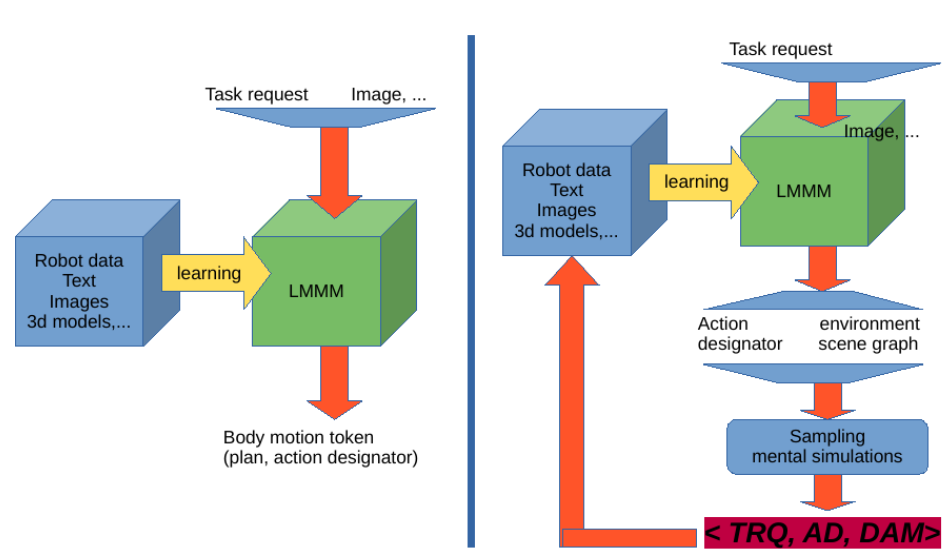 Task request Image, ...
Robot data
Text
Images
3d models,...
learning
LMMM
Body motion token
(plan, action designator)
Task request
Image, ...
Robot data
Text
Images
3d models,...
learning
LMMM
Action designator
environment scene graph
Sampling
mental simulations
< TRQ, AD, DAM>